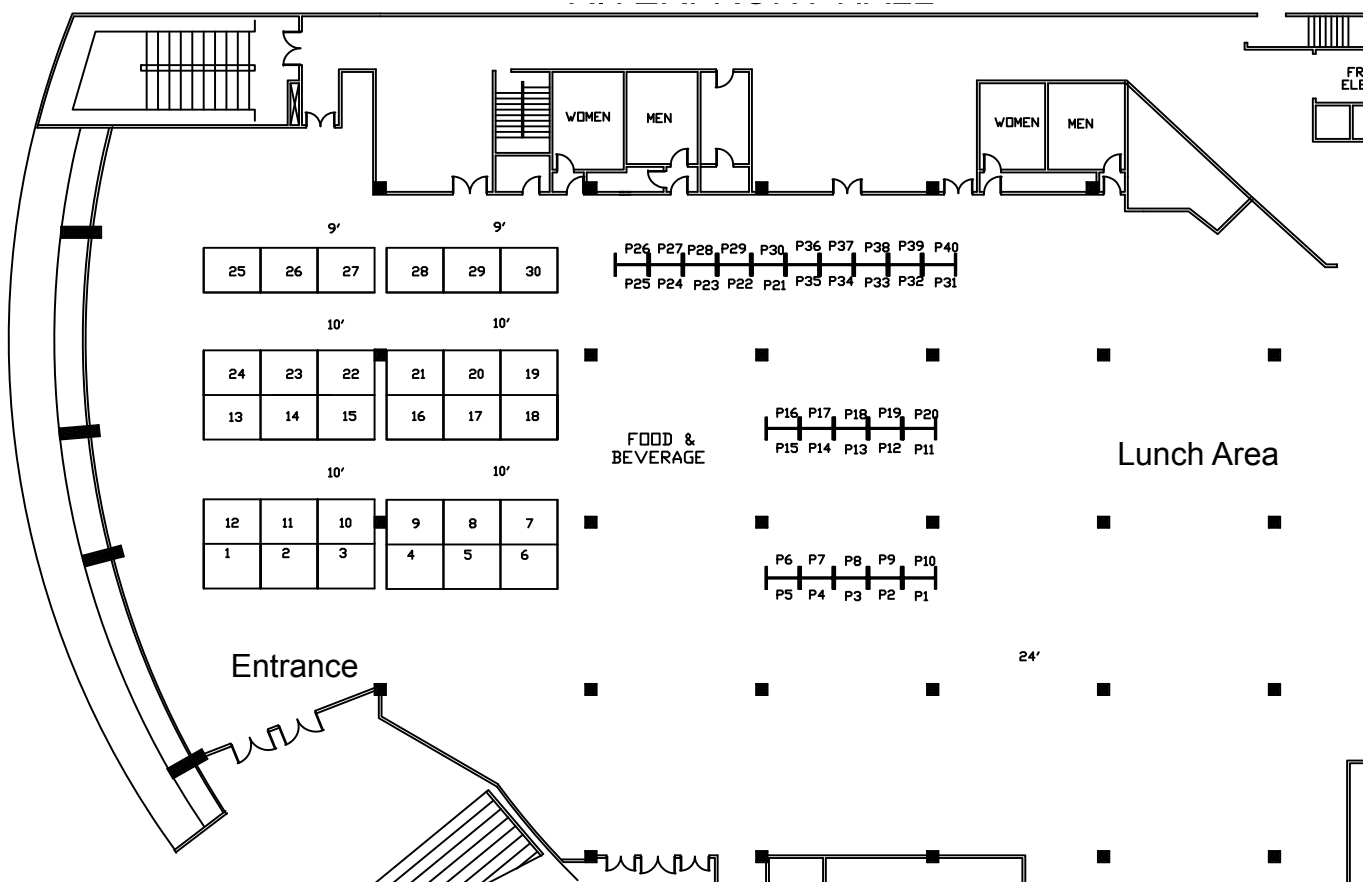 FR
ELE
WOMEN MEN
WOMEN MEN
9′ 9′
P26 P27 P28 P29 P30 P36 P37 P38 P39 P40
25 26 27 28 29 30
P25 P24 P23 P22 P21 P35 P34 P33 P32 P31
10′ 10′
24 23 22 21 20 19
13 14 15 16 17 18
P16 P17 P18 P19 P20
P15 P14 P13 P12 P11
FOOD &
BEVERAGE
Lunch Area
10′ 10′
12 11 10 9 8 7
1 2 3 4 5 6
P6 P7 P8 P9 P10
P5 P4 P3 P2 P1
Entrance
24′